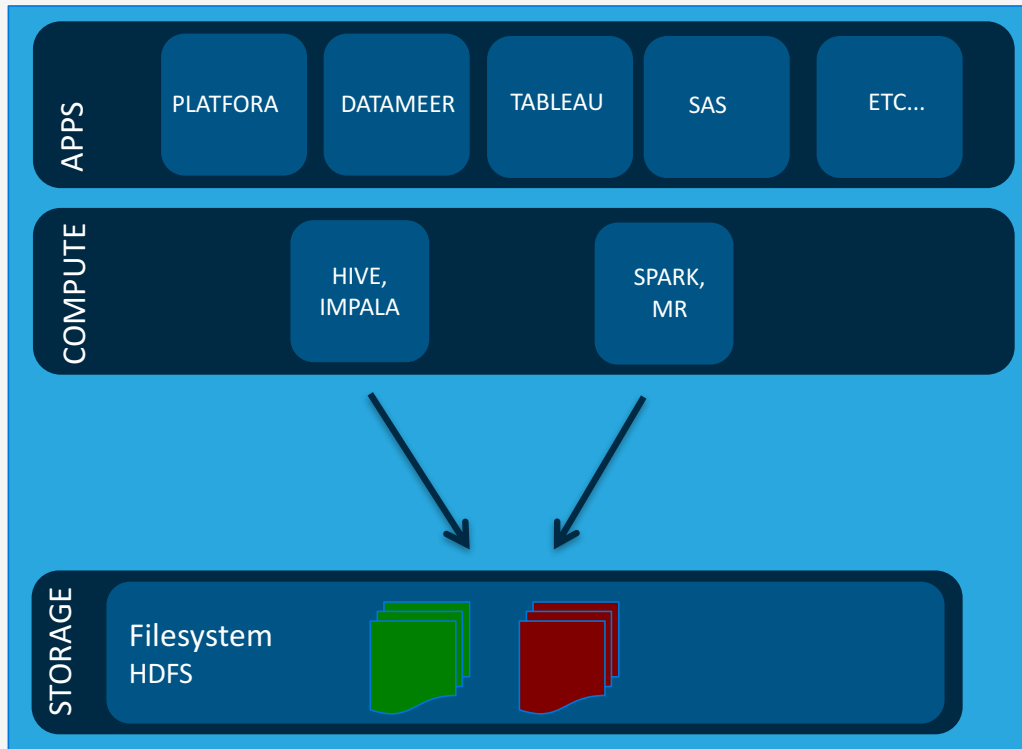 APPS
PLATFORA
DATAMEER
TABLEAU
SAS
ETC...
COMPUTE
HIVE,
IMPALA
SPARK,
MR
STORAGE
Filesystem
HDFS